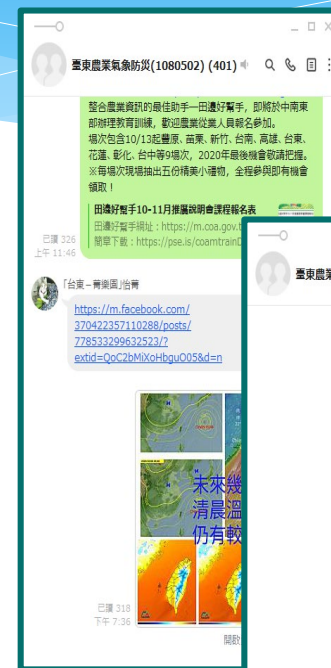 臺東農業氣象防災(1080502) (401)
整合農業資訊的最佳助手—田邊好幫手，即將於中南東
部辦理教育訓練，歡迎農業從業人員報名參加。
場次包含10/13起豐原、苗栗、新竹、台南、高雄、台東、
花蓮、彰化、台中等9場次，2020年最後機會敬請把握。
※每場次現場抽出五份精美小禮物，全程參與即有機會
領取！
田邊好幫手10-11月推廣說明會課程報名表
田邊好幫手網址：https://m.coa.gov.t
簡章下載：https://pse.is/coamtrainD
已讀 326
上午 11:46
「台東–菁樂園」怡菁
https://m.facebook.com/
370422357110288/posts/
778533299632523/?
extid=QoC2bMiXoHbguO05&d=n
未來幾
清晨溫
仍有較
已讀 318
下午 7:36
臺東農業